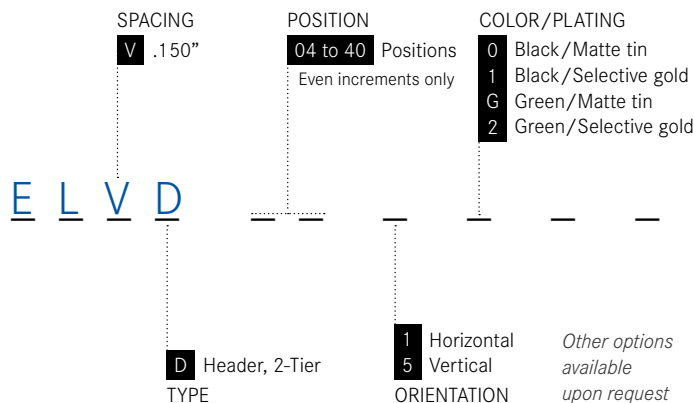 SPACING
V .150”
POSITION
04 to 40 Positions
Even increments only
COLOR/PLATING
0 Black/Matte tin
1 Black/Selective gold
G Green/Matte tin
2 Green/Selective gold
E L V D
D Header, 2-Tier
TYPE
1 Horizontal
5 Vertical
ORIENTATION
Other options
available
upon request